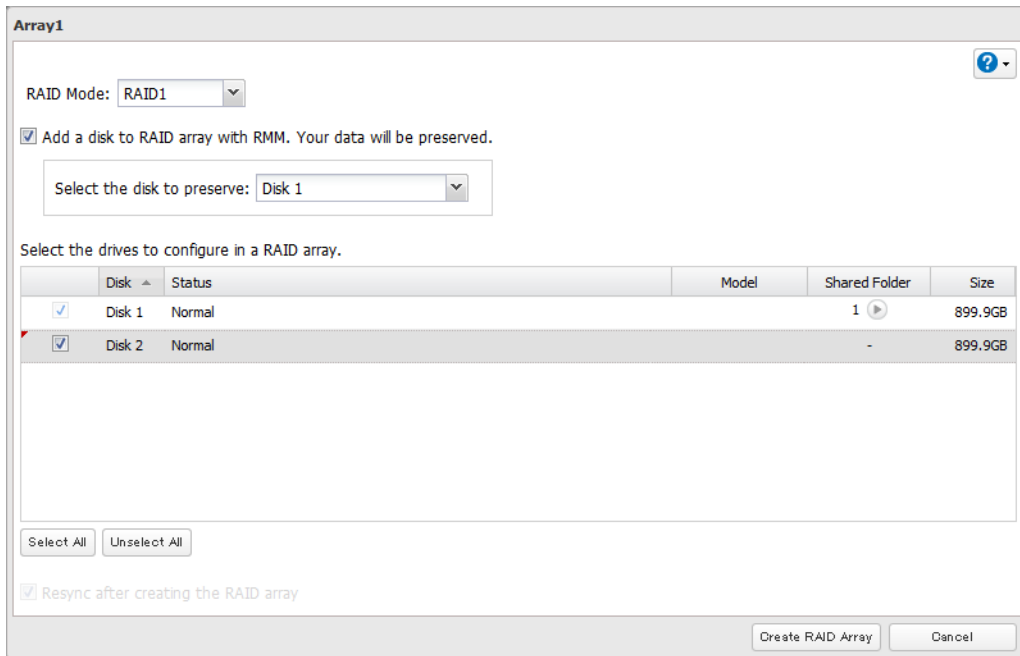 Array1
?
RAID Mode: RAID1
Add a disk to RAID array with RMM. Your data will be preserved.
Select the disk to preserve: Disk 1
Select the drives to configure in a RAID array.
Disk Status Model Shared Folder Size
Disk 1 Normal 1 899.9GB
Disk 2 Normal - 899.9GB
Select All Unselect All
Resync after creating the RAID array
Create RAID Array Cancel